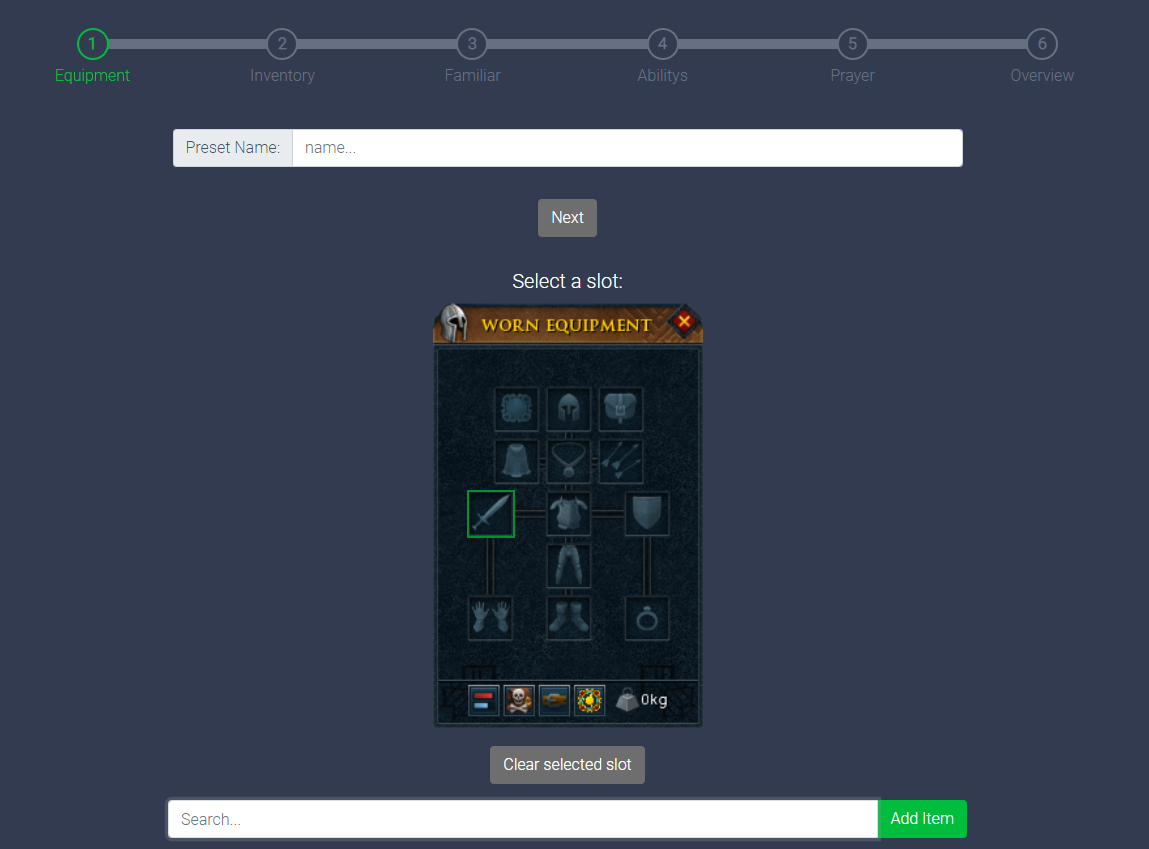 1 2 3 4 5 6
Equipment Inventory Familiar Abilitys Prayer Overview
Preset Name: name...
Next
Select a slot:
WORN EQUIPMENT
0kg
Clear selected slot
Search... Add Item